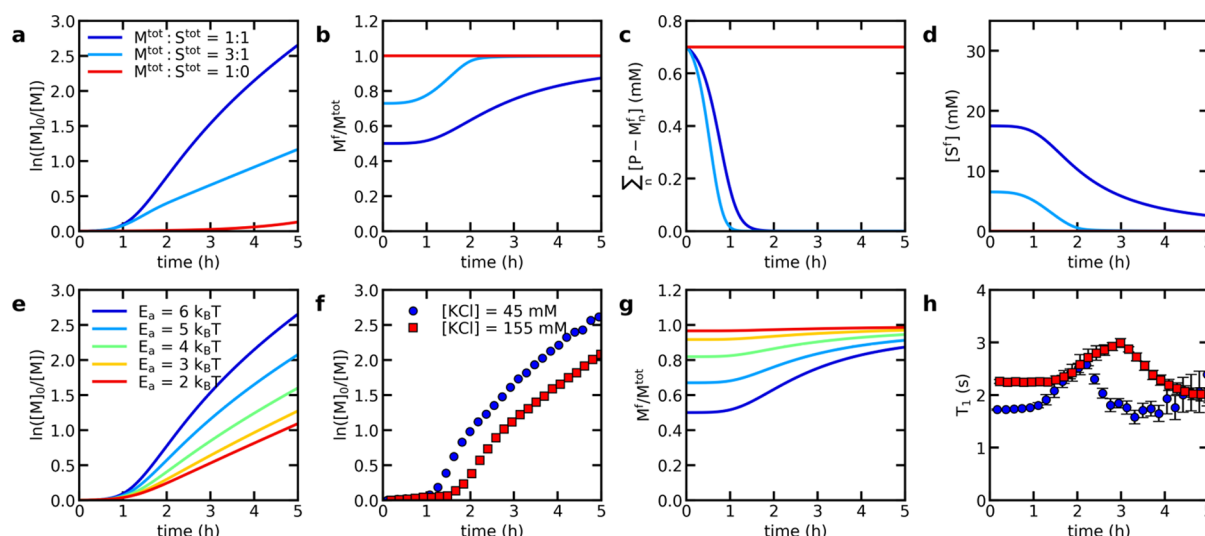 a
3.0
2.5
2.0
1.5
1.0
0.5
0.0
ln([M]₀/[M])
M^tot : S^tot = 1:1
M^tot : S^tot = 3:1
M^tot : S^tot = 1:0
0 1 2 3 4 5
time (h)
b
1.2
1.0
0.8
0.6
0.4
0.2
0.0
M^f/M^tot
0 1 2 3 4 5
time (h)
c
0.8
0.6
0.4
0.2
0.0
∑_n [P − M_n^f] (mM)
0 1 2 3 4 5
time (h)
d
30
20
10
0
[S^f] (mM)
0 1 2 3 4 5
time (h)
e
3.0
2.5
2.0
1.5
1.0
0.5
0.0
ln([M]₀/[M])
E_a = 6 k_BT
E_a = 5 k_BT
E_a = 4 k_BT
E_a = 3 k_BT
E_a = 2 k_BT
0 1 2 3 4 5
time (h)
f
3.0
2.5
2.0
1.5
1.0
0.5
0.0
ln([M]₀/[M])
[KCl] = 45 mM
[KCl] = 155 mM
0 1 2 3 4 5
time (h)
g
1.2
1.0
0.8
0.6
0.4
0.2
0.0
M^f/M^tot
0 1 2 3 4 5
time (h)
h
4
3
2
1
0
T₁ (s)
0 1 2 3 4 5
time (h)